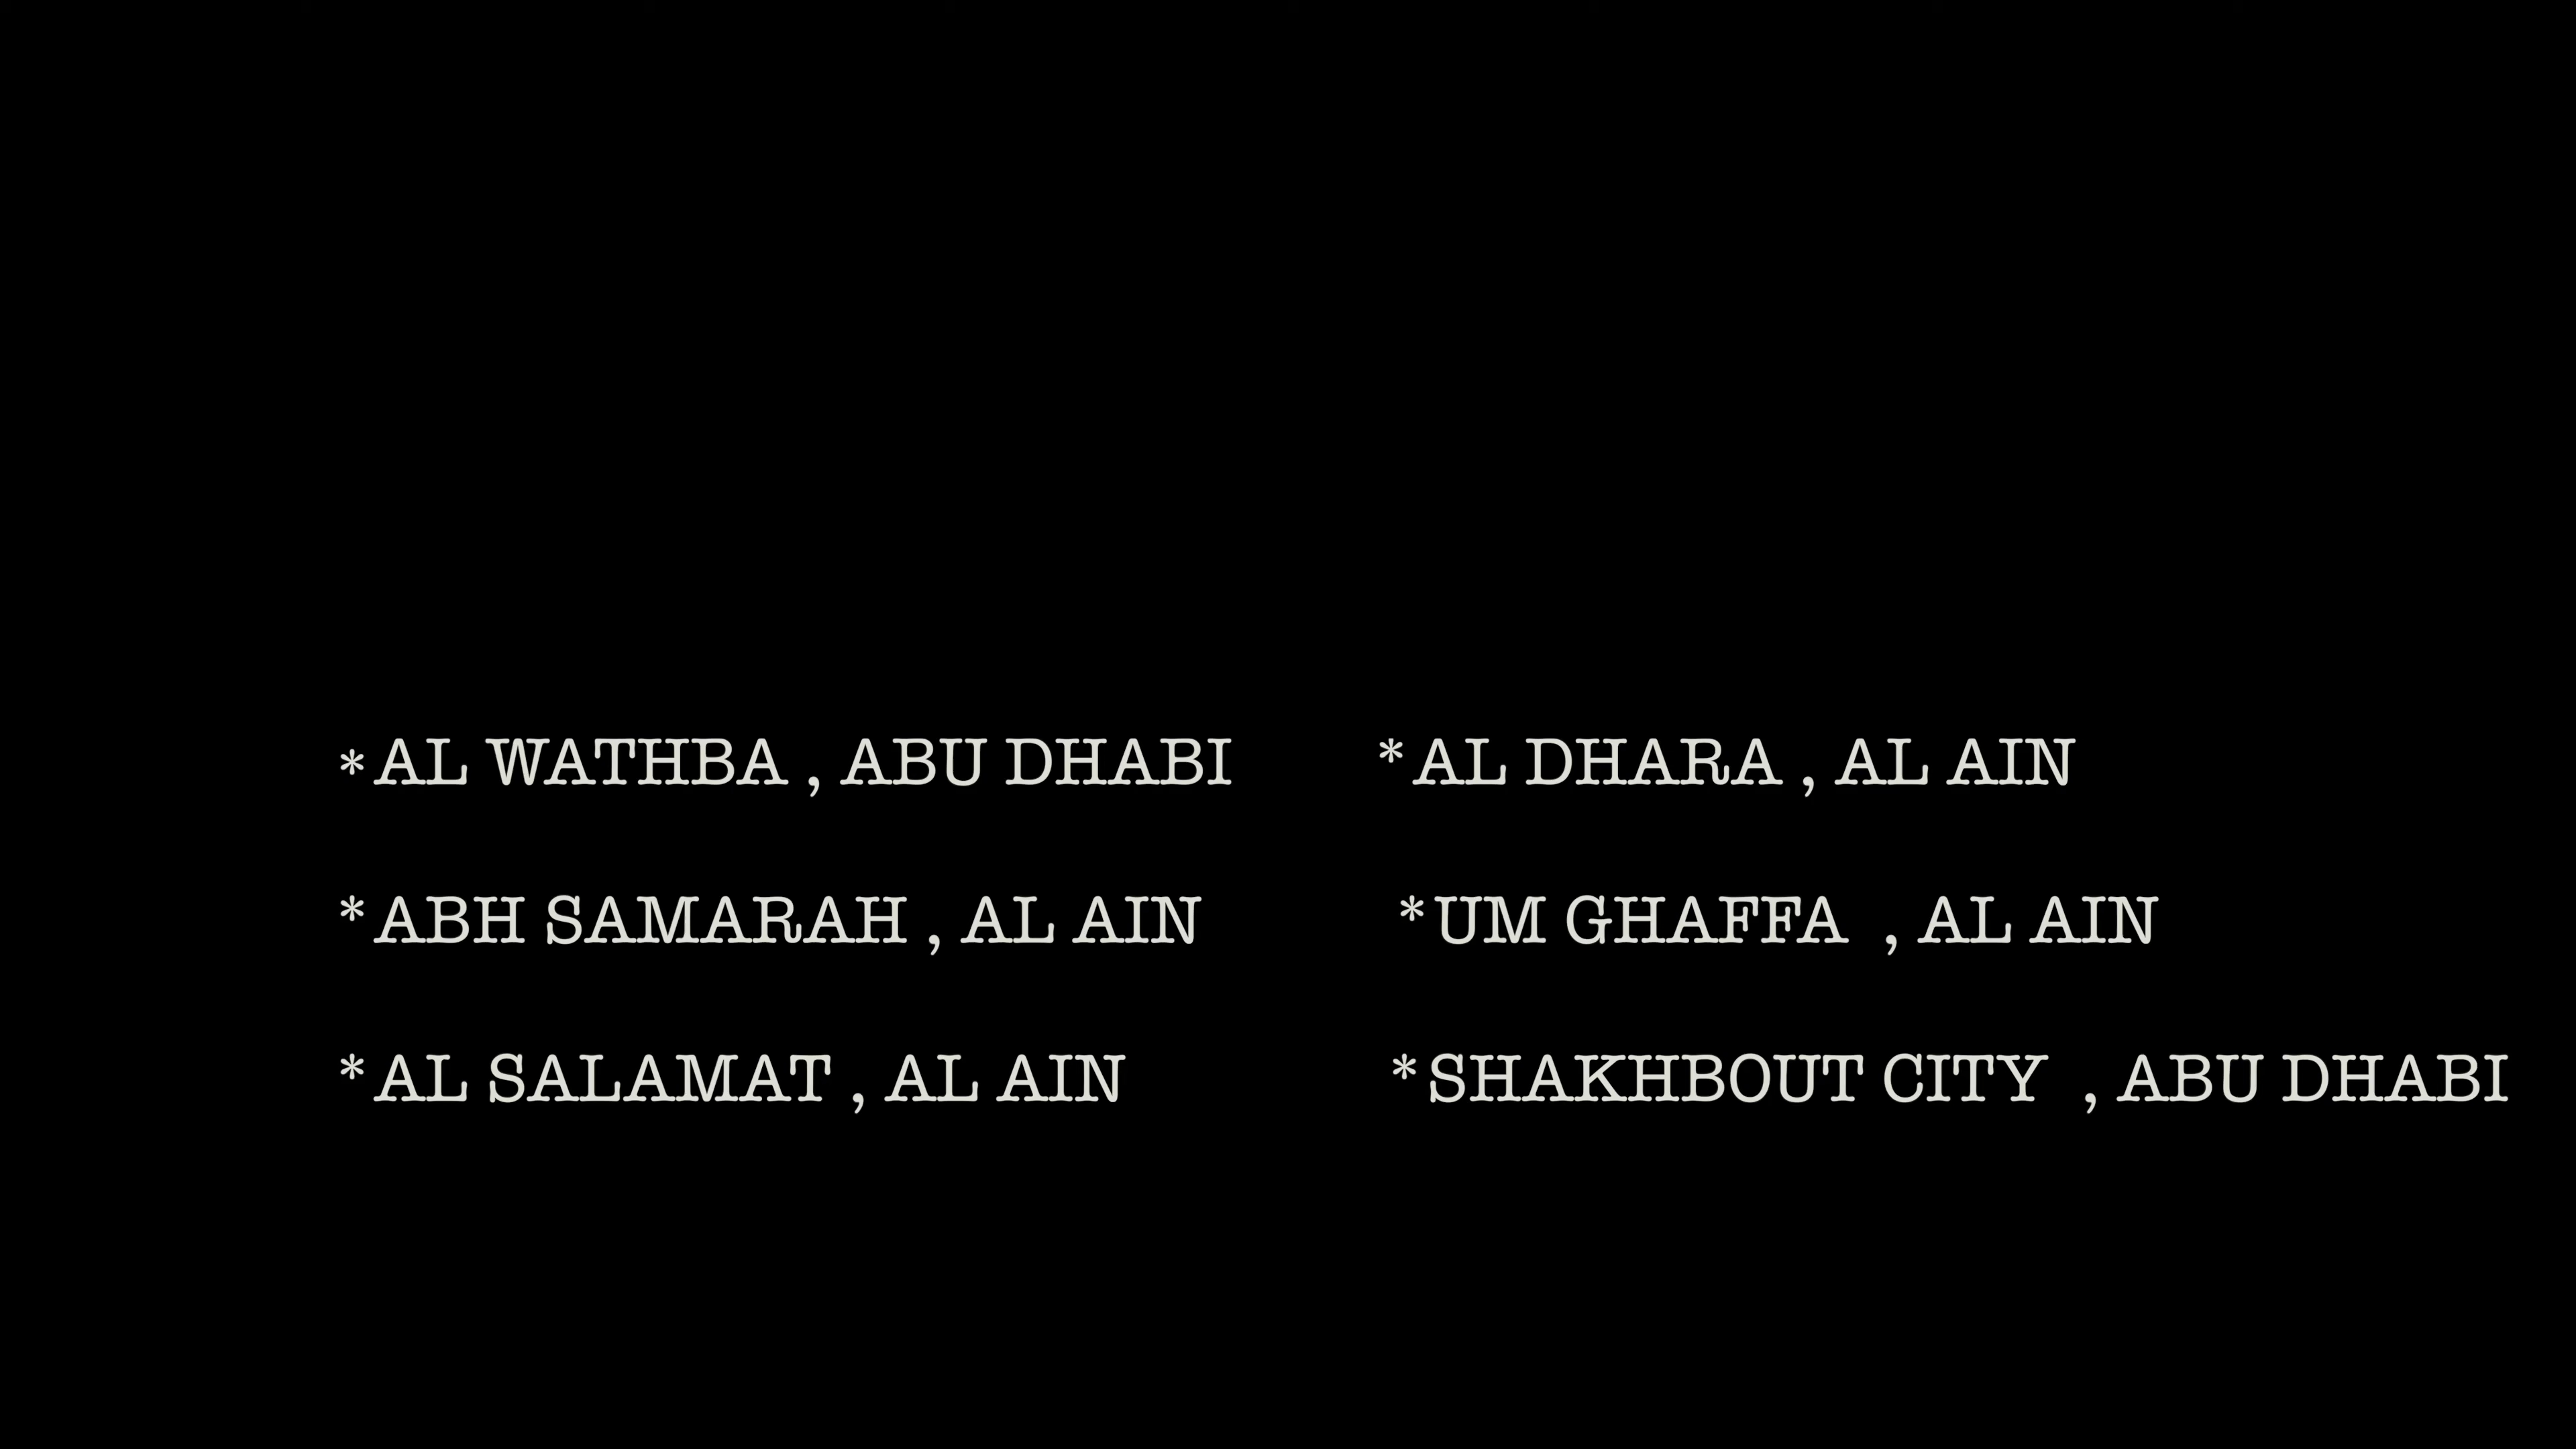 *AL WATHBA , ABU DHABI
*ABH SAMARAH , AL AIN
*AL SALAMAT , AL AIN
*AL DHARA , AL AIN
*UM GHAFFA , AL AIN
*SHAKHBOUT CITY , ABU DHABI